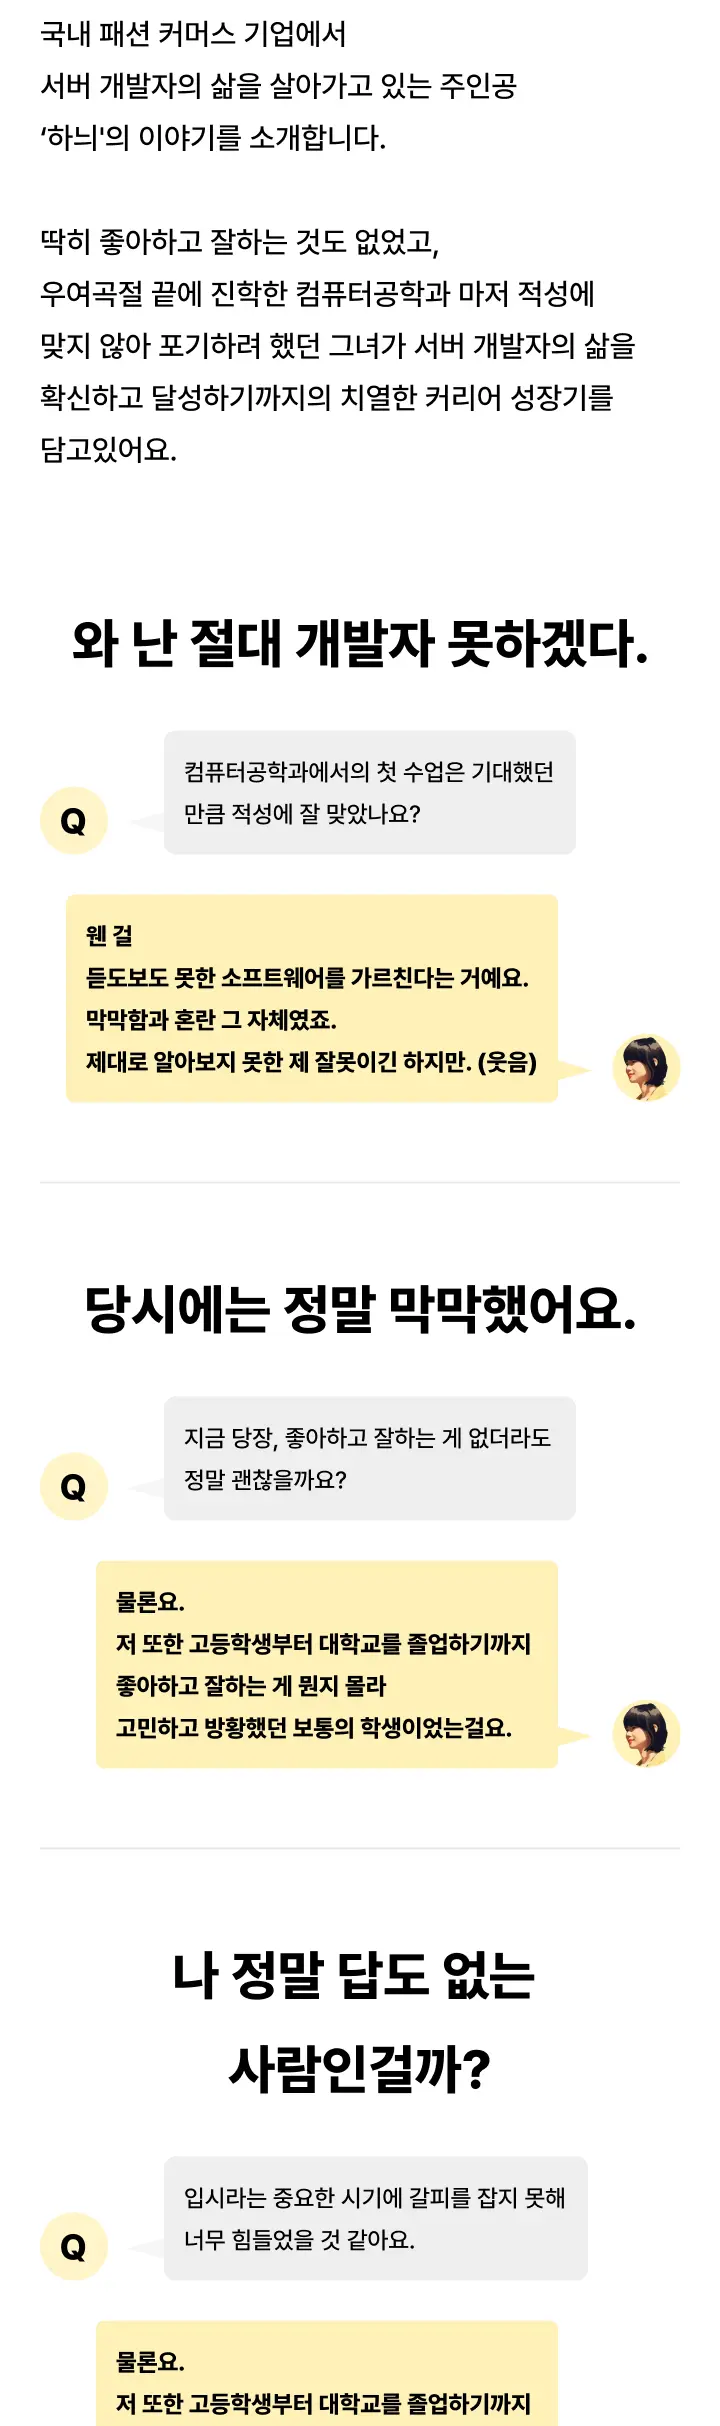 국내 패션 커머스 기업에서
서버 개발자의 삶을 살아가고 있는 주인공
‘하늬'의 이야기를 소개합니다.
딱히 좋아하고 잘하는 것도 없었고,
우여곡절 끝에 진학한 컴퓨터공학과 마저 적성에
맞지 않아 포기하려 했던 그녀가 서버 개발자의 삶을
확신하고 달성하기까지의 치열한 커리어 성장기를
담고있어요.
와 난 절대 개발자 못하겠다.
컴퓨터공학과에서의 첫 수업은 기대했던
만큼 적성에 잘 맞았나요?
Q
웬 걸
듣도보도 못한 소프트웨어를 가르친다는 거예요.
막막함과 혼란 그 자체였죠.
제대로 알아보지 못한 제 잘못이긴 하지만. (웃음)
당시에는 정말 막막했어요.
지금 당장, 좋아하고 잘하는 게 없더라도
정말 괜찮을까요?
Q
물론요.
저 또한 고등학생부터 대학교를 졸업하기까지
좋아하고 잘하는 게 뭔지 몰라
고민하고 방황했던 보통의 학생이었는걸요.
나 정말 답도 없는
사람인걸까?
입시라는 중요한 시기에 갈피를 잡지 못해
너무 힘들었을 것 같아요.
Q
물론요.
저 또한 고등학생부터 대학교를 졸업하기까지